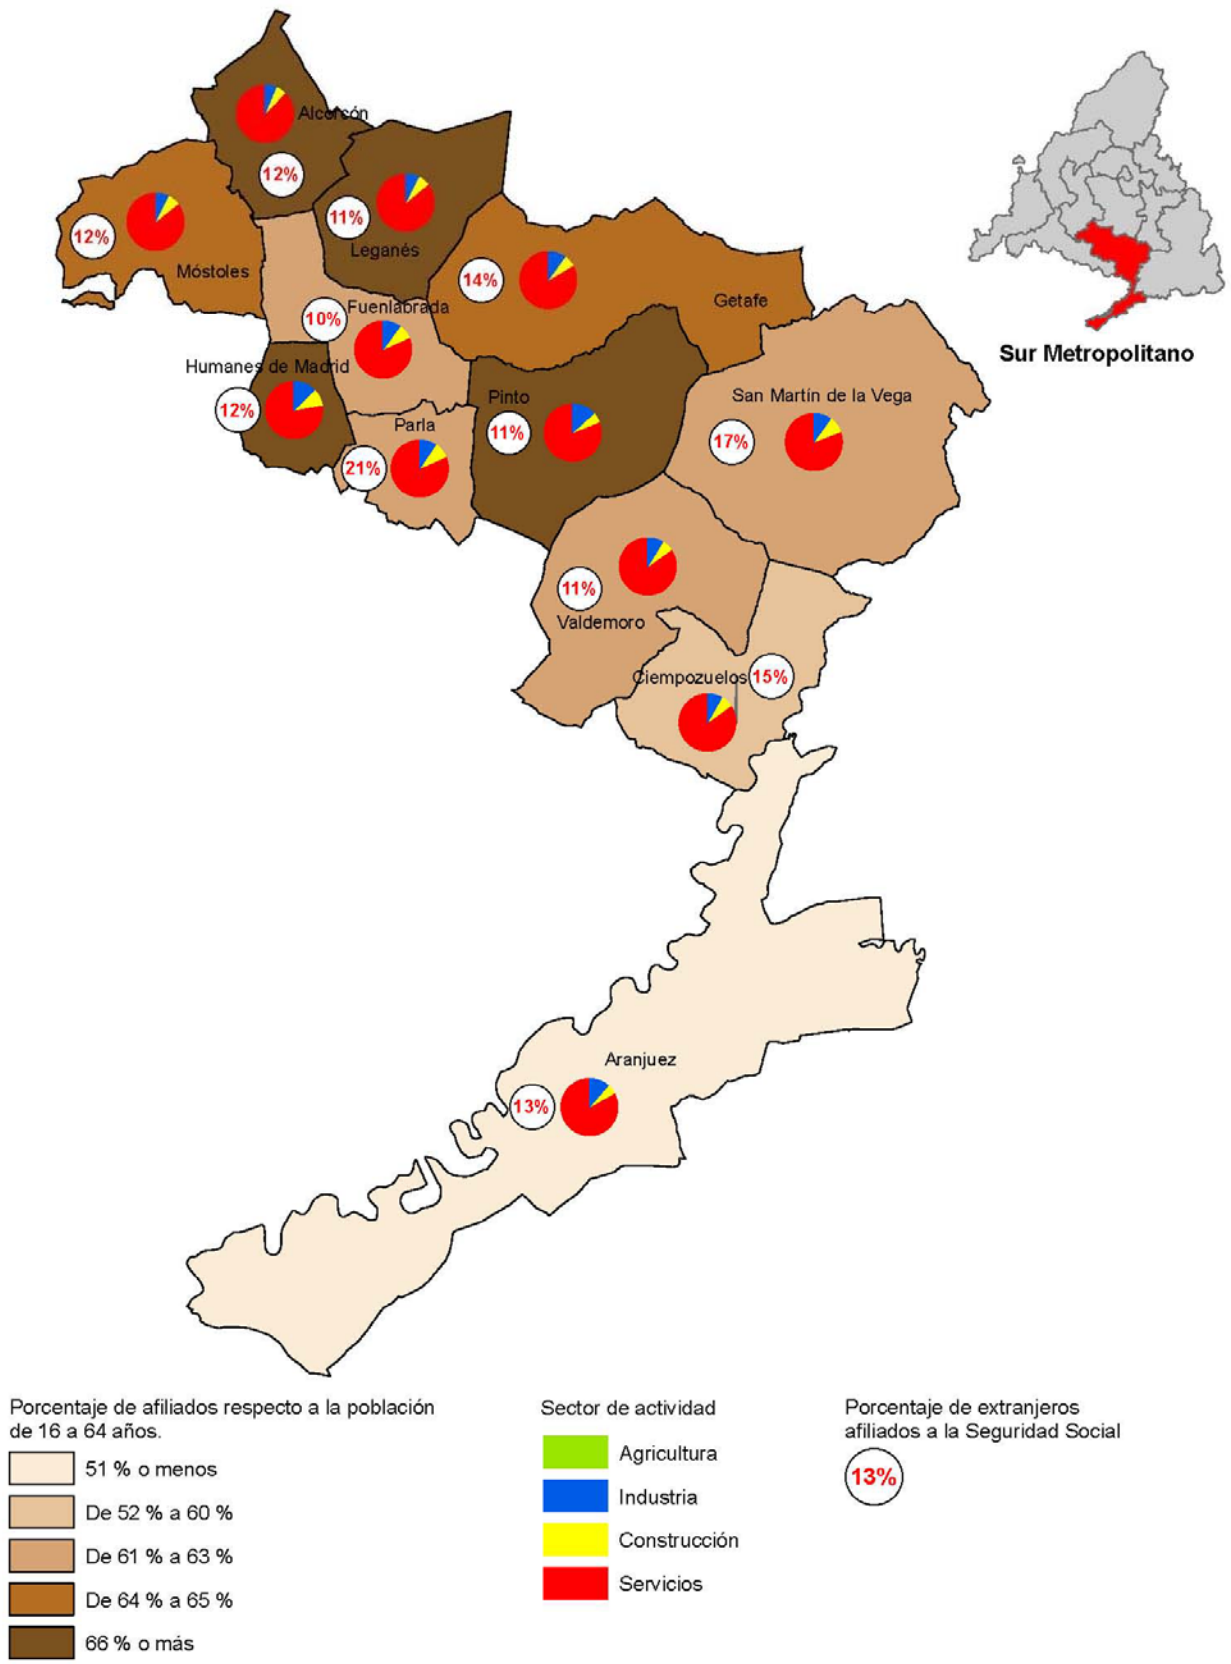 Alcorcón
12%
11%
Leganés
12%
Móstoles
14%
Getafe
Fuenlabrada
10%
Sur Metropolitano
Humanes de Madrid
12%
Pinto
11%
San Martín de la Vega
17%
Parla
21%
11%
Valdemoro
Ciempozuelos
15%
Aranjuez
13%
Porcentaje de afiliados respecto a la población
de 16 a 64 años.
51 % o menos
De 52 % a 60 %
De 61 % a 63 %
De 64 % a 65 %
66 % o más
Sector de actividad
Agricultura
Industria
Construcción
Servicios
Porcentaje de extranjeros
afiliados a la Seguridad Social
13%